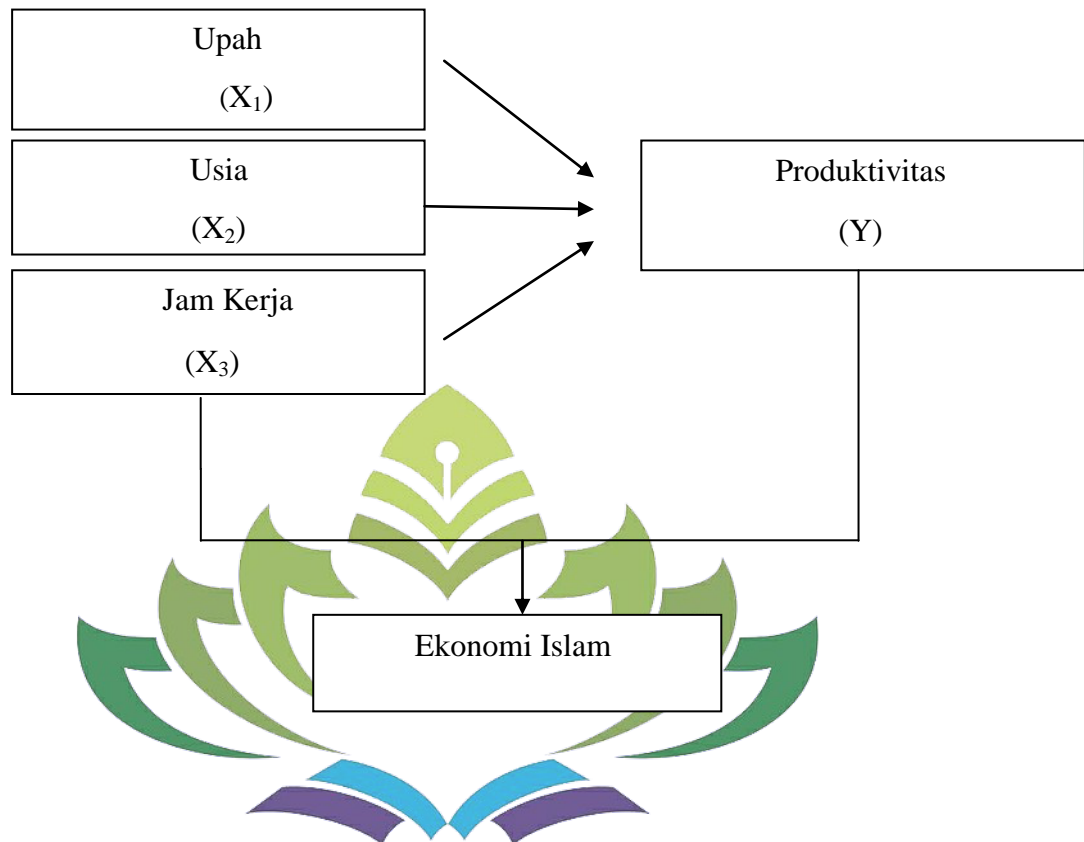 Upah
(X₁)
Usia
(X₂)
Jam Kerja
(X₃)
Produktivitas
(Y)
Ekonomi Islam